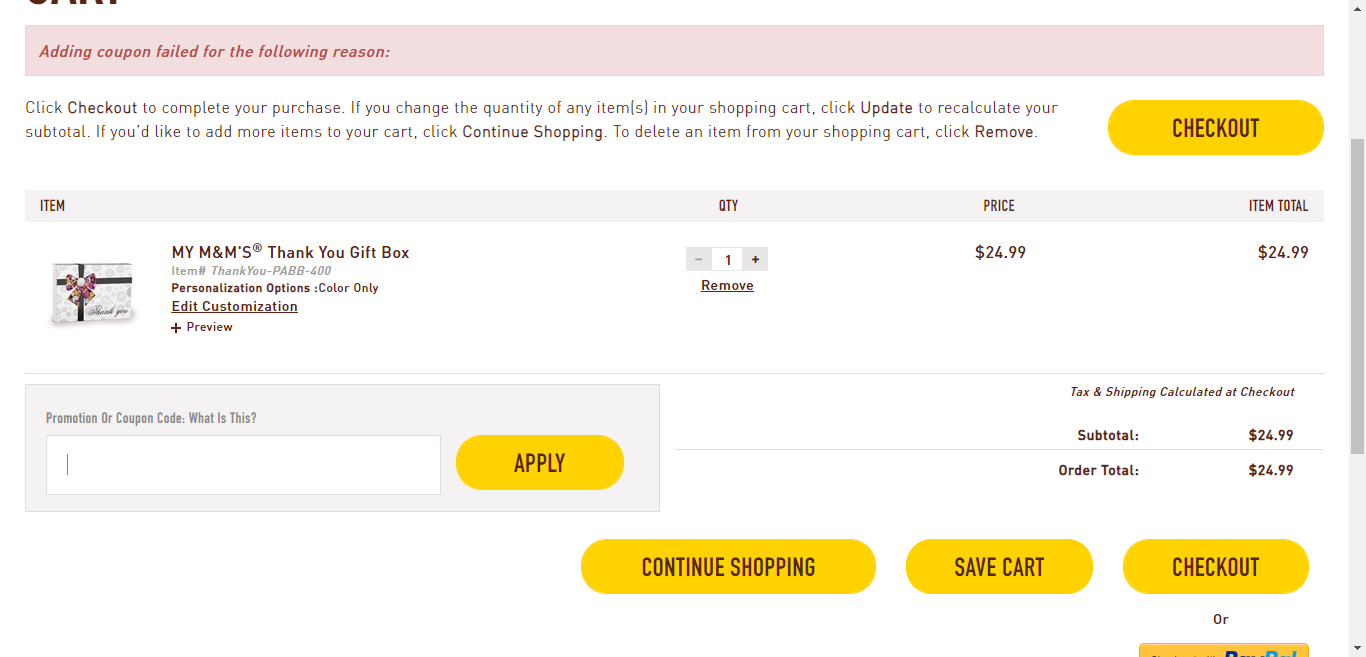 CART
Adding coupon failed for the following reason:
Click Checkout to complete your purchase. If you change the quantity of any item(s) in your shopping cart, click Update to recalculate your
subtotal. If you'd like to add more items to your cart, click Continue Shopping. To delete an item from your shopping cart, click Remove.
CHECKOUT
ITEM QTY PRICE ITEM TOTAL
MY M&M'S® Thank You Gift Box
Item# ThankYou-PABB-400
Personalization Options :Color Only
Edit Customization
+ Preview
Thank you
− 1 +
Remove
$24.99
$24.99
Tax & Shipping Calculated at Checkout
Promotion Or Coupon Code: What Is This?
APPLY
Subtotal: $24.99
Order Total: $24.99
CONTINUE SHOPPING SAVE CART CHECKOUT
Or
PayPal